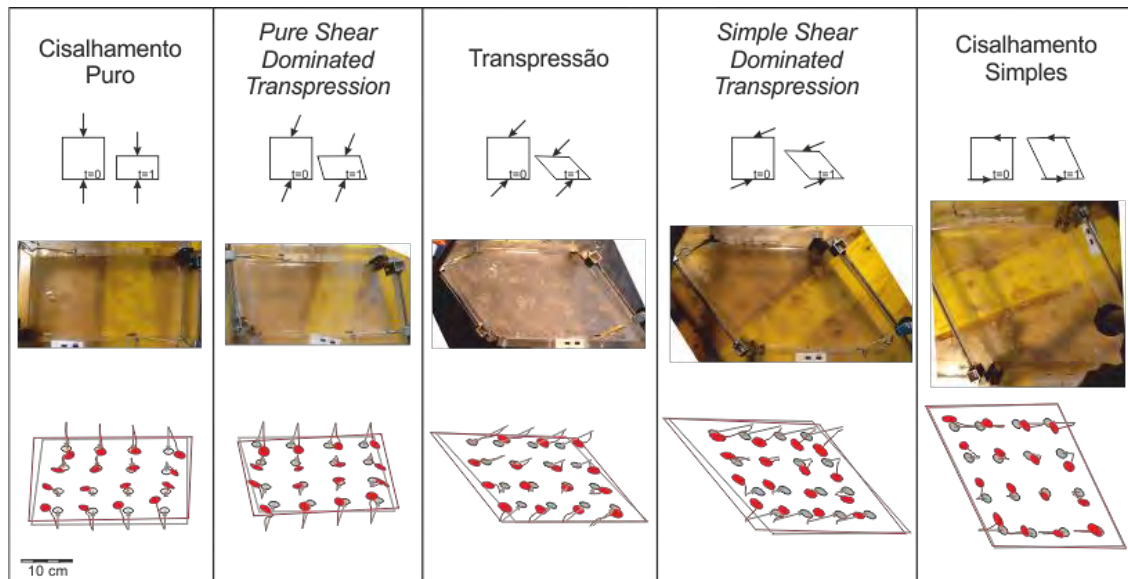 Cisalhamento
Puro
Pure Shear
Dominated
Transpression
Transpressão
Simple Shear
Dominated
Transpression
Cisalhamento
Simples
t=0
t=1
t=0
t=1
t=0
t=1
t=0
t=1
t=0
t=1
10 cm